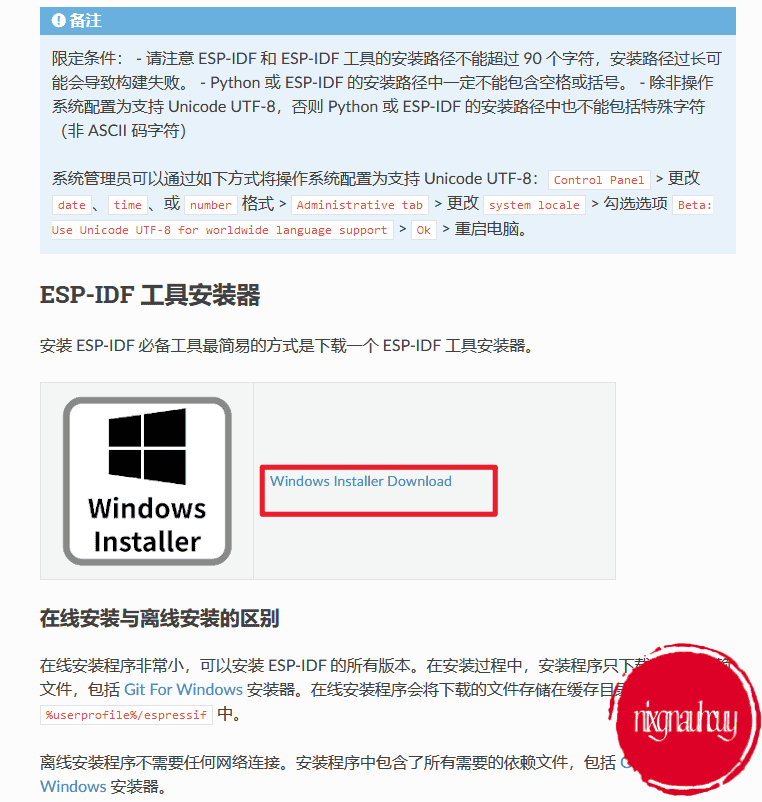 备注
限定条件： - 请注意 ESP-IDF 和 ESP-IDF 工具的安装路径不能超过 90 个字符，安装路径过长可
能会导致构建失败。 - Python 或 ESP-IDF 的安装路径中一定不能包含空格或括号。 - 除非操作
系统配置为支持 Unicode UTF-8，否则 Python 或 ESP-IDF 的安装路径中也不能包括特殊字符
（非 ASCII 码字符）
系统管理员可以通过如下方式将操作系统配置为支持 Unicode UTF-8： Control Panel > 更改
date 、 time 、或 number 格式 > Administrative tab > 更改 system locale > 勾选选项 Beta:
Use Unicode UTF-8 for worldwide language support > Ok > 重启电脑。
ESP-IDF 工具安装器
安装 ESP-IDF 必备工具最简易的方式是下载一个 ESP-IDF 工具安装器。
Windows
Installer
Windows Installer Download
在线安装与离线安装的区别
在线安装程序非常小，可以安装 ESP-IDF 的所有版本。在安装过程中，安装程序只下载
文件，包括 Git For Windows 安装器。在线安装程序会将下载的文件存储在缓存目录
%userprofile%/espressif 中。
nixgnauhcuy
离线安装程序不需要任何网络连接。安装程序中包含了所有需要的依赖文件，包括
Windows 安装器。